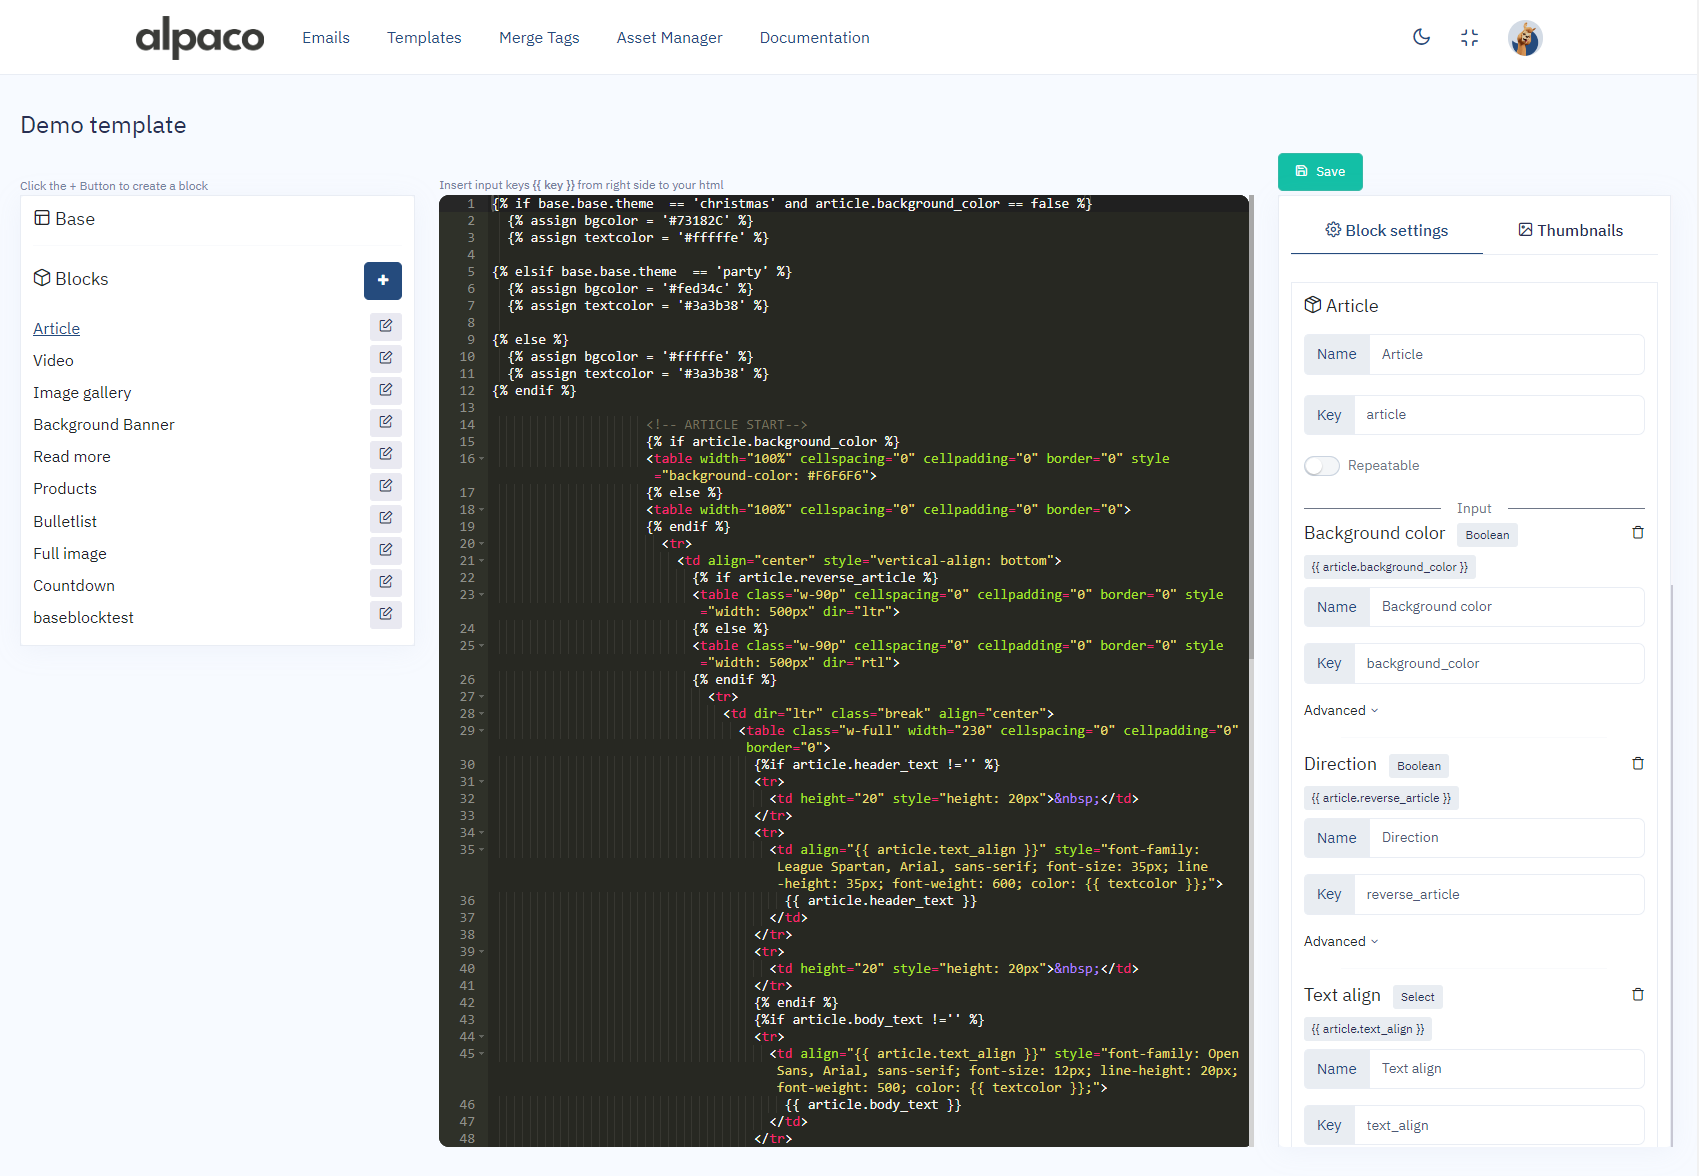 alpaco
Emails
Templates
Merge Tags
Asset Manager
Documentation
Demo template
Click the + Button to create a block
Base
Blocks
+
Article
Video
Image gallery
Background Banner
Read more
Products
Bulletlist
Full image
Countdown
baseblocktest
Insert input keys {{ key }} from right side to your html
1 {% if base.base.theme  == 'christmas' and article.background_color == false %}
2 {% assign bgcolor = '#73182C' %}
3 {% assign textcolor = '#fffffe' %}
4
5 {% elsif base.base.theme  == 'party' %}
6 {% assign bgcolor = '#fed34c' %}
7 {% assign textcolor = '#3a3b38' %}
8
9 {% else %}
10 {% assign bgcolor = '#fffffe' %}
11 {% assign textcolor = '#3a3b38' %}
12 {% endif %}
13
14 <!-- ARTICLE START-->
15 {% if article.background_color %}
16 <table width="100%" cellspacing="0" cellpadding="0" border="0" style
="background-color: #F6F6F6">
17 {% else %}
18 <table width="100%" cellspacing="0" cellpadding="0" border="0">
19 {% endif %}
20 <tr>
21 <td align="center" style="vertical-align: bottom">
22 {% if article.reverse_article %}
23 <table class="w-90p" cellspacing="0" cellpadding="0" border="0" style
="width: 500px" dir="ltr">
24 {% else %}
25 <table class="w-90p" cellspacing="0" cellpadding="0" border="0" style
="width: 500px" dir="rtl">
26 {% endif %}
27 <tr>
28 <td dir="ltr" class="break" align="center">
29 <table class="w-full" width="230" cellspacing="0" cellpadding="0"
border="0">
30 {%if article.header_text !='' %}
31 <tr>
32 <td height="20" style="height: 20px">&nbsp;</td>
33 </tr>
34 <tr>
35 <td align="{{ article.text_align }}" style="font-family:
League Spartan, Arial, sans-serif; font-size: 35px; line
-height: 35px; font-weight: 600; color: {{ textcolor }};">
36 {{ article.header_text }}
37 </td>
38 </tr>
39 <tr>
40 <td height="20" style="height: 20px">&nbsp;</td>
41 </tr>
42 {% endif %}
43 {%if article.body_text !='' %}
44 <tr>
45 <td align="{{ article.text_align }}" style="font-family: Open
Sans, Arial, sans-serif; font-size: 12px; line-height: 20px;
font-weight: 500; color: {{ textcolor }};">
46 {{ article.body_text }}
47 </td>
48 </tr>
Save
Block settings
Thumbnails
Article
Name Article
Key article
Repeatable
Input
Background color Boolean
{{ article.background_color }}
Name Background color
Key background_color
Advanced
Direction Boolean
{{ article.reverse_article }}
Name Direction
Key reverse_article
Advanced
Text align Select
{{ article.text_align }}
Name Text align
Key text_align